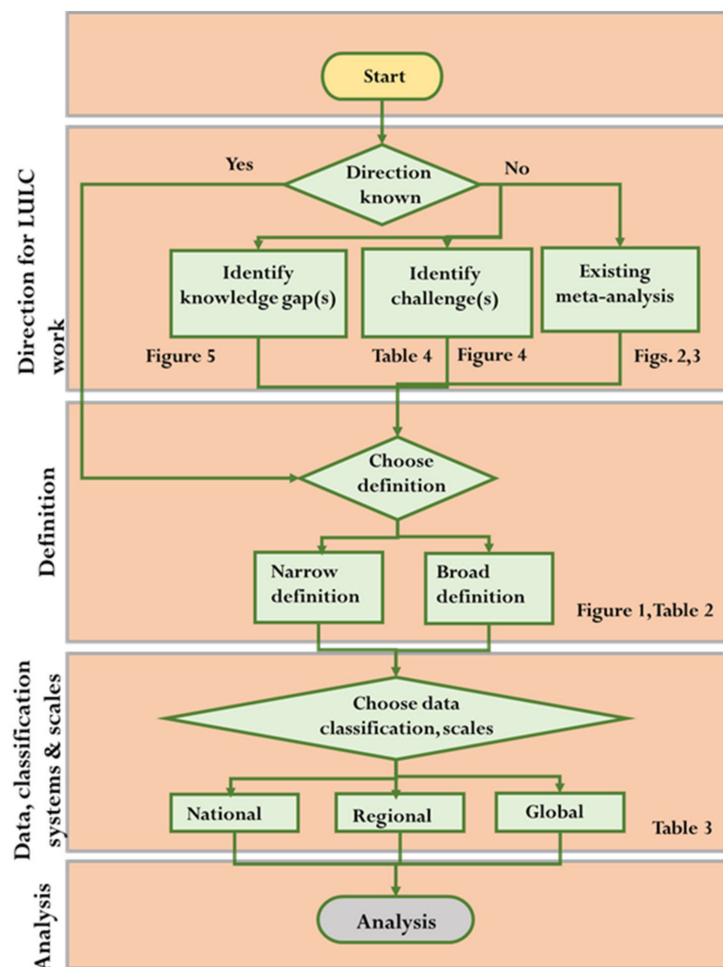 Start
Direction for LULC
work
Yes
Direction
known
No
Identify
knowledge gap(s)
Identify
challenge(s)
Existing
meta-analysis
Figure 5
Table 4
Figure 4
Figs. 2,3
Definition
Choose
definition
Narrow
definition
Broad
definition
Figure 1, Table 2
Data, classification
systems & scales
Choose data
classification, scales
National
Regional
Global
Table 3
Analysis
Analysis